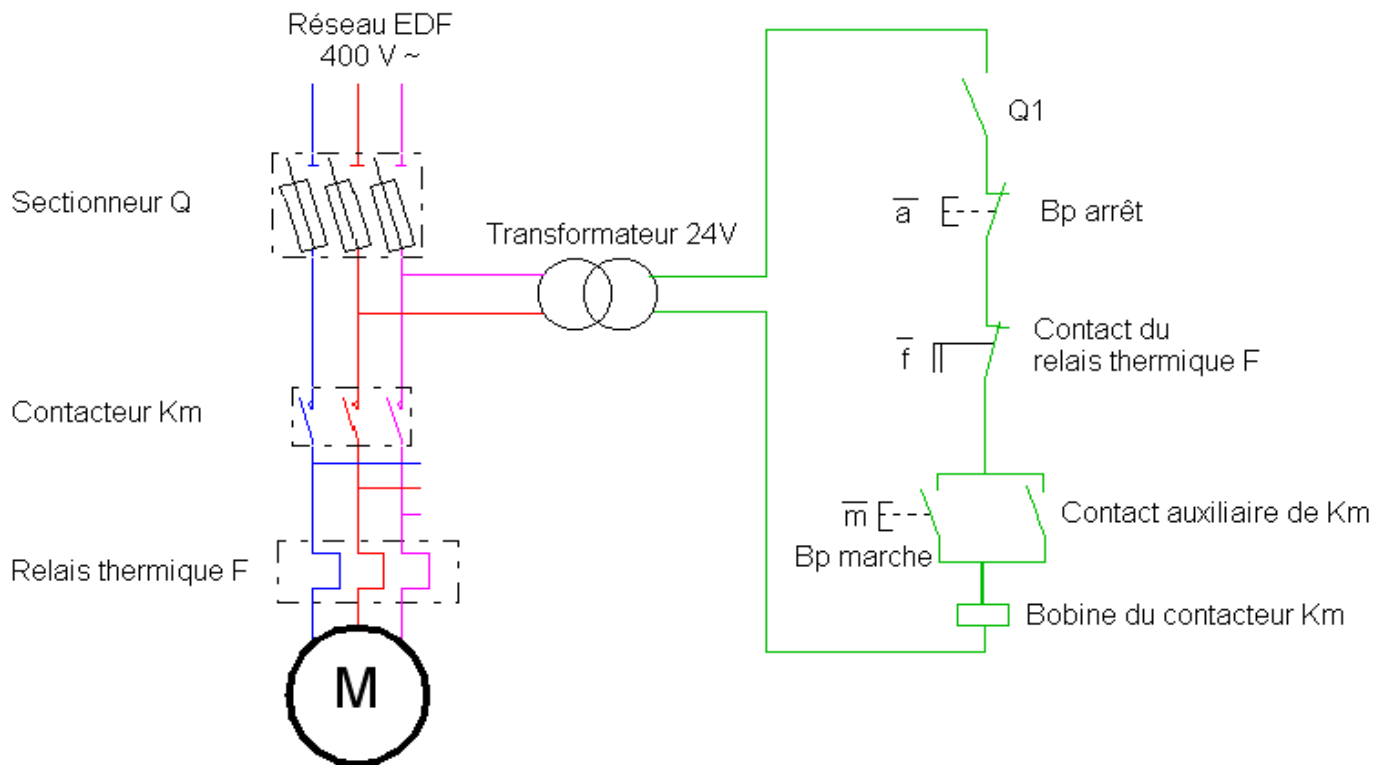 Réseau EDF
400 V ~
Sectionneur Q
Transformateur 24V
Q1
a
Bp arrêt
f
Contact du
relais thermique F
Contacteur Km
m
Contact auxiliaire de Km
Bp marche
Relais thermique F
Bobine du contacteur Km
M